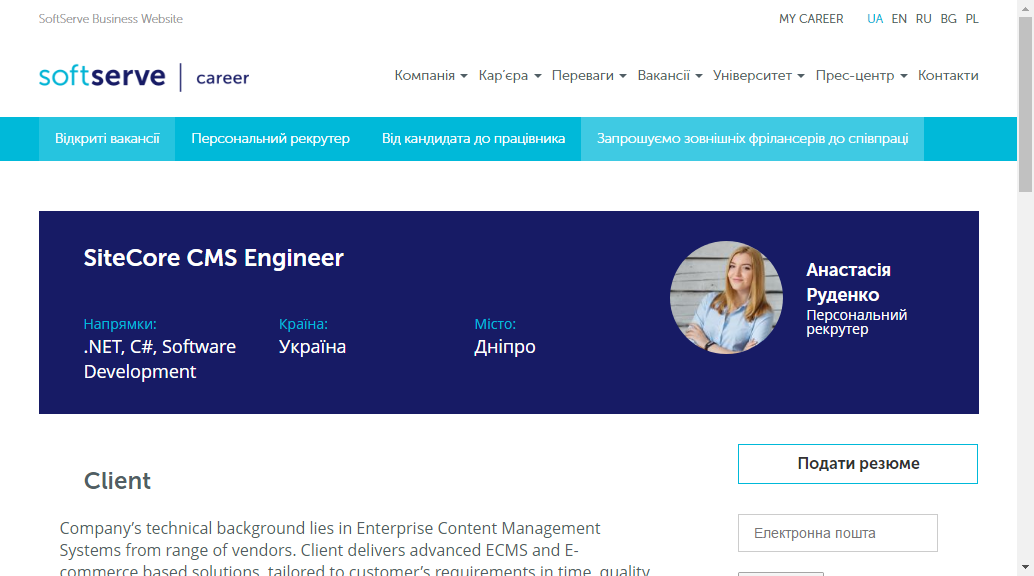 SoftServe Business Website
MY CAREER UA EN RU BG PL
softserve | career
Компанія Кар'єра Переваги Вакансії Університет Прес-центр Контакти
Відкриті вакансії Персональний рекрутер Від кандидата до працівника Запрошуємо зовнішніх фрілансерів до співпраці
SiteCore CMS Engineer
Напрямки:
.NET, C#, Software
Development
Країна:
Україна
Місто:
Дніпро
Анастасія
Руденко
Персональний
рекрутер
Client
Company's technical background lies in Enterprise Content Management
Systems from range of vendors. Client delivers advanced ECMS and E-
commerce based solutions, tailored to customer's requirements in time, quality
Подати резюме
Електронна пошта